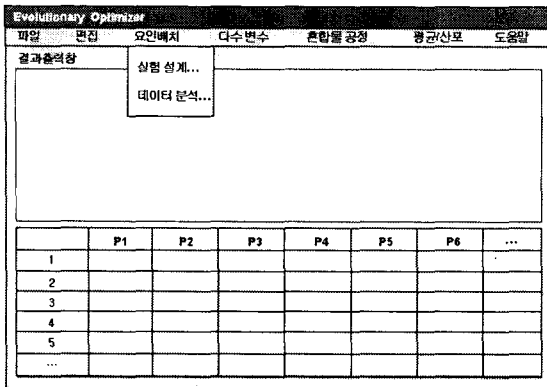 Evolutionary Optimizer
파일 편집 요인배치 다수변수 혼합물공정 평균/산포 도움말
결과출력창
실험 설계...
데이터 분석...
P1 P2 P3 P4 P5 P6 ...
1
2
3
4
5
...